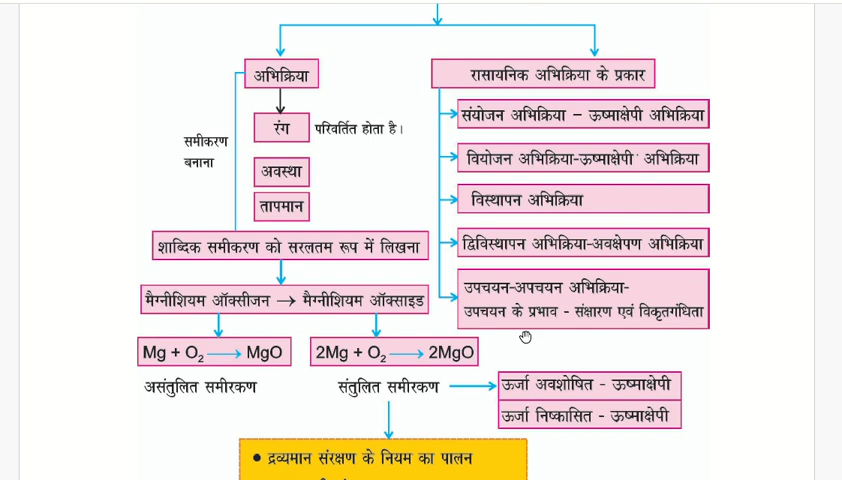 अभिक्रिया
रंग
परिवर्तित होता है।
समीकरण
बनाना
अवस्था
तापमान
शाब्दिक समीकरण को सरलतम रूप में लिखना
मैग्नीशियम ऑक्सीजन → मैग्नीशियम ऑक्साइड
Mg + O₂ → MgO
असंतुलित समीरकण
2Mg + O₂ → 2MgO
संतुलित समीरकण
ऊर्जा अवशोषित - ऊष्माक्षेपी
ऊर्जा निष्कासित - ऊष्माक्षेपी
• द्रव्यमान संरक्षण के नियम का पालन
रासायनिक अभिक्रिया के प्रकार
संयोजन अभिक्रिया – ऊष्माक्षेपी अभिक्रिया
वियोजन अभिक्रिया-ऊष्माक्षेपी अभिक्रिया
विस्थापन अभिक्रिया
द्विविस्थापन अभिक्रिया-अवक्षेपण अभिक्रिया
उपचयन-अपचयन अभिक्रिया-
उपचयन के प्रभाव - संक्षारण एवं विकृतगंधिता